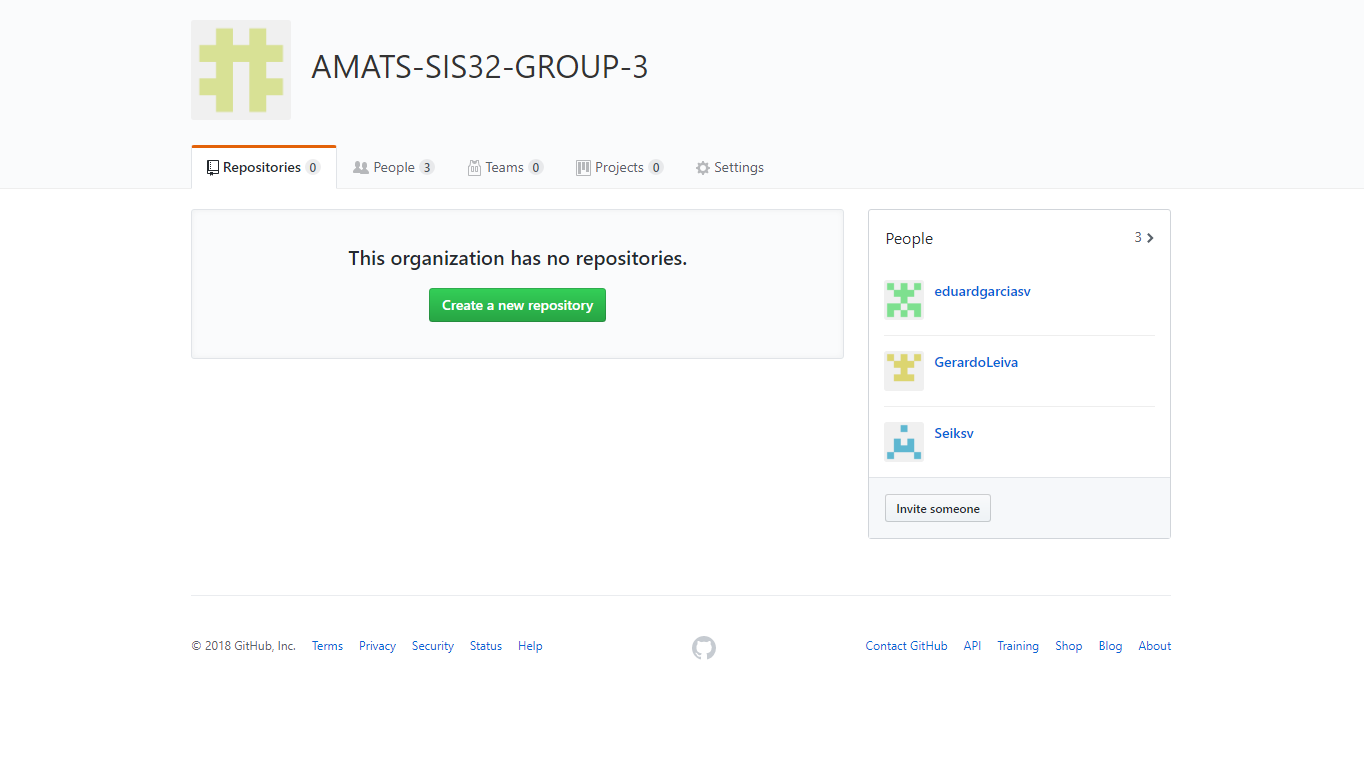 AMATS-SIS32-GROUP-3
Repositories 0 People 3 Teams 0 Projects 0 Settings
This organization has no repositories.
Create a new repository
People 3
eduardgarciasv
GerardoLeiva
Seiksv
Invite someone
© 2018 GitHub, Inc. Terms Privacy Security Status Help Contact GitHub API Training Shop Blog About